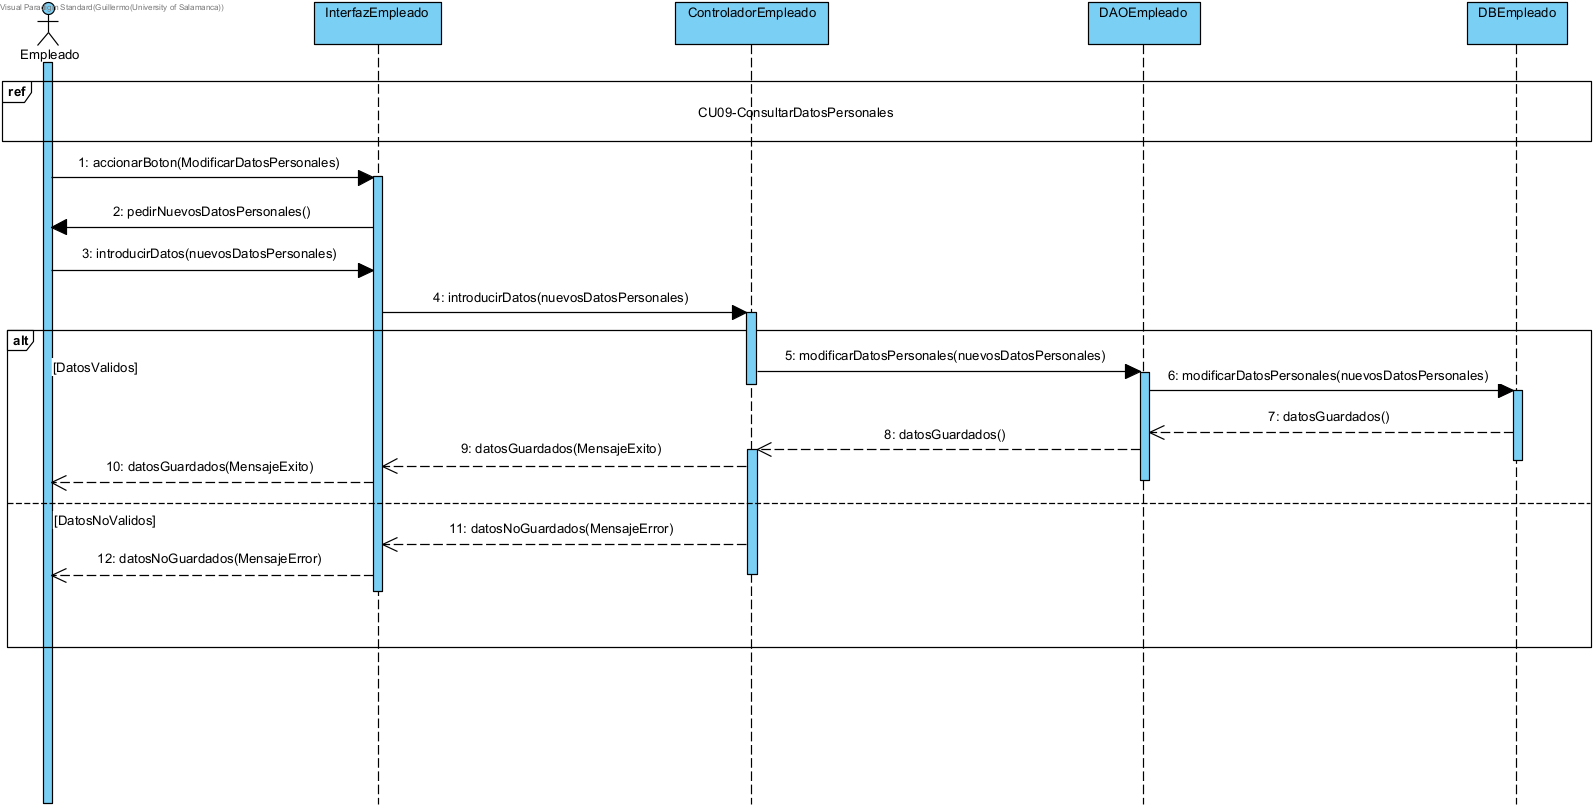 Visual Paradigm Standard(Guillermo(University of Salamanca))
Empleado
InterfazEmpleado
ControladorEmpleado
DAOEmpleado
DBEmpleado
ref
CU09-ConsultarDatosPersonales
1: accionarBoton(ModificarDatosPersonales)
2: pedirNuevosDatosPersonales()
3: introducirDatos(nuevosDatosPersonales)
4: introducirDatos(nuevosDatosPersonales)
alt
[DatosValidos]
5: modificarDatosPersonales(nuevosDatosPersonales)
6: modificarDatosPersonales(nuevosDatosPersonales)
7: datosGuardados()
8: datosGuardados()
9: datosGuardados(MensajeExito)
10: datosGuardados(MensajeExito)
[DatosNoValidos]
11: datosNoGuardados(MensajeError)
12: datosNoGuardados(MensajeError)